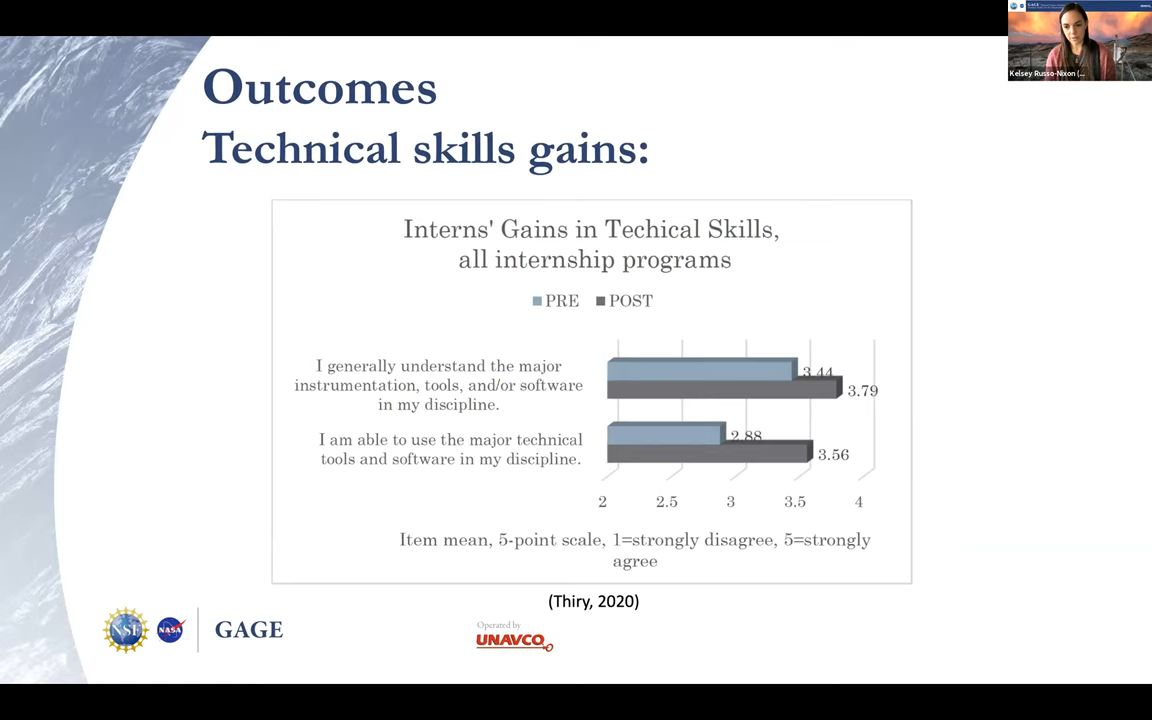 Kelsey Russo-Nixon (...
Outcomes
Technical skills gains:
Interns' Gains in Techical Skills,
all internship programs
PRE POST
I generally understand the major
instrumentation, tools, and/or software
in my discipline.
3.44
3.79
I am able to use the major technical
tools and software in my discipline.
2.88
3.56
2 2.5 3 3.5 4
Item mean, 5-point scale, 1=strongly disagree, 5=strongly
agree
(Thiry, 2020)
NSF NASA GAGE
Operated by
UNAVCO